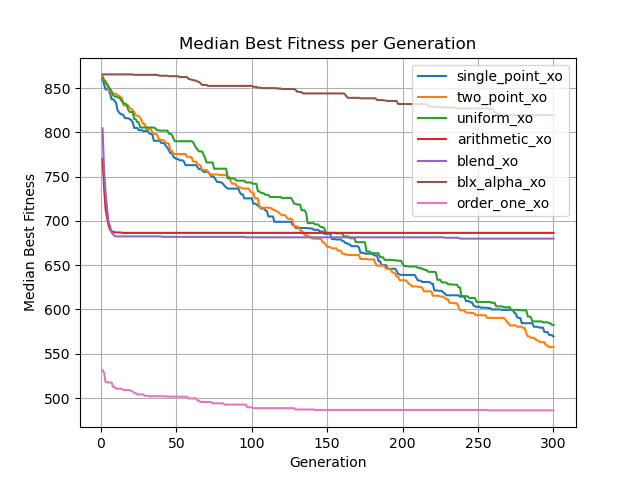 Median Best Fitness per Generation
Median Best Fitness
850
800
750
700
650
600
550
500
single_point_xo
two_point_xo
uniform_xo
arithmetic_xo
blend_xo
blx_alpha_xo
order_one_xo
0 50 100 150 200 250 300
Generation